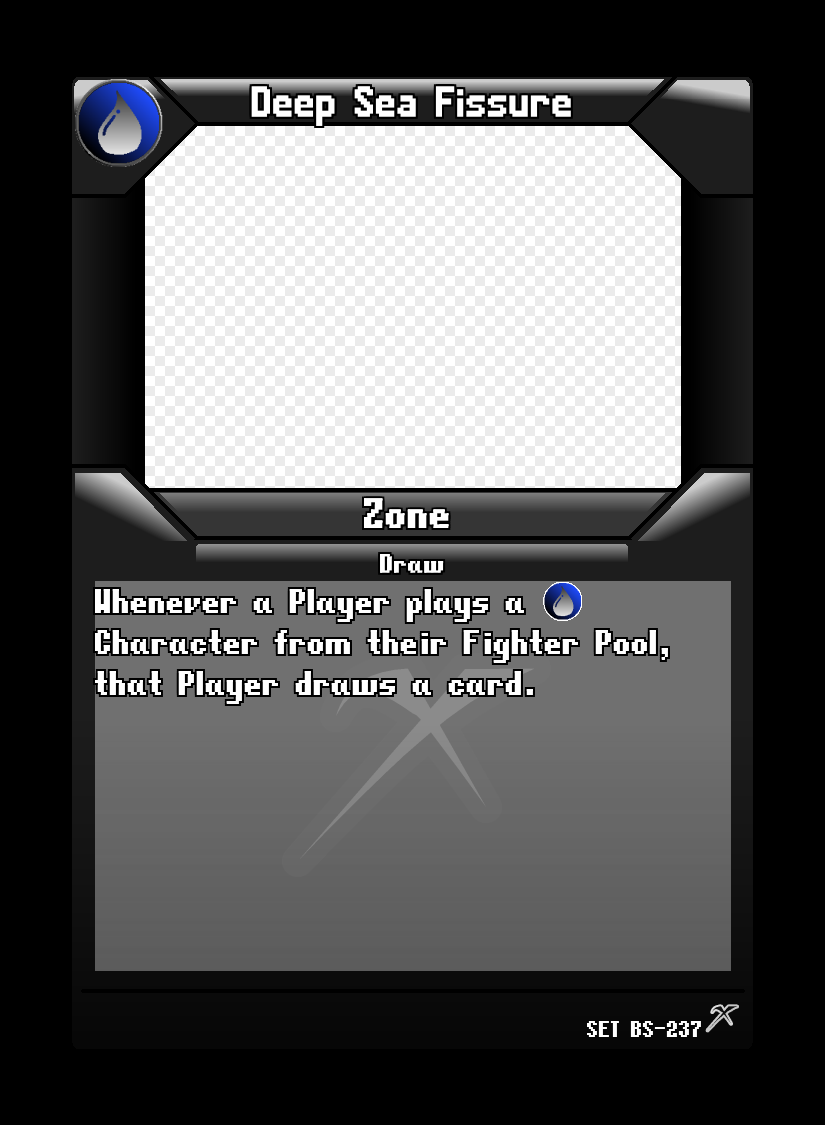 Deep Sea Fissure
Zone
Draw
Whenever a Player plays a
Character from their Fighter Pool,
that Player draws a card.
SET BS-237